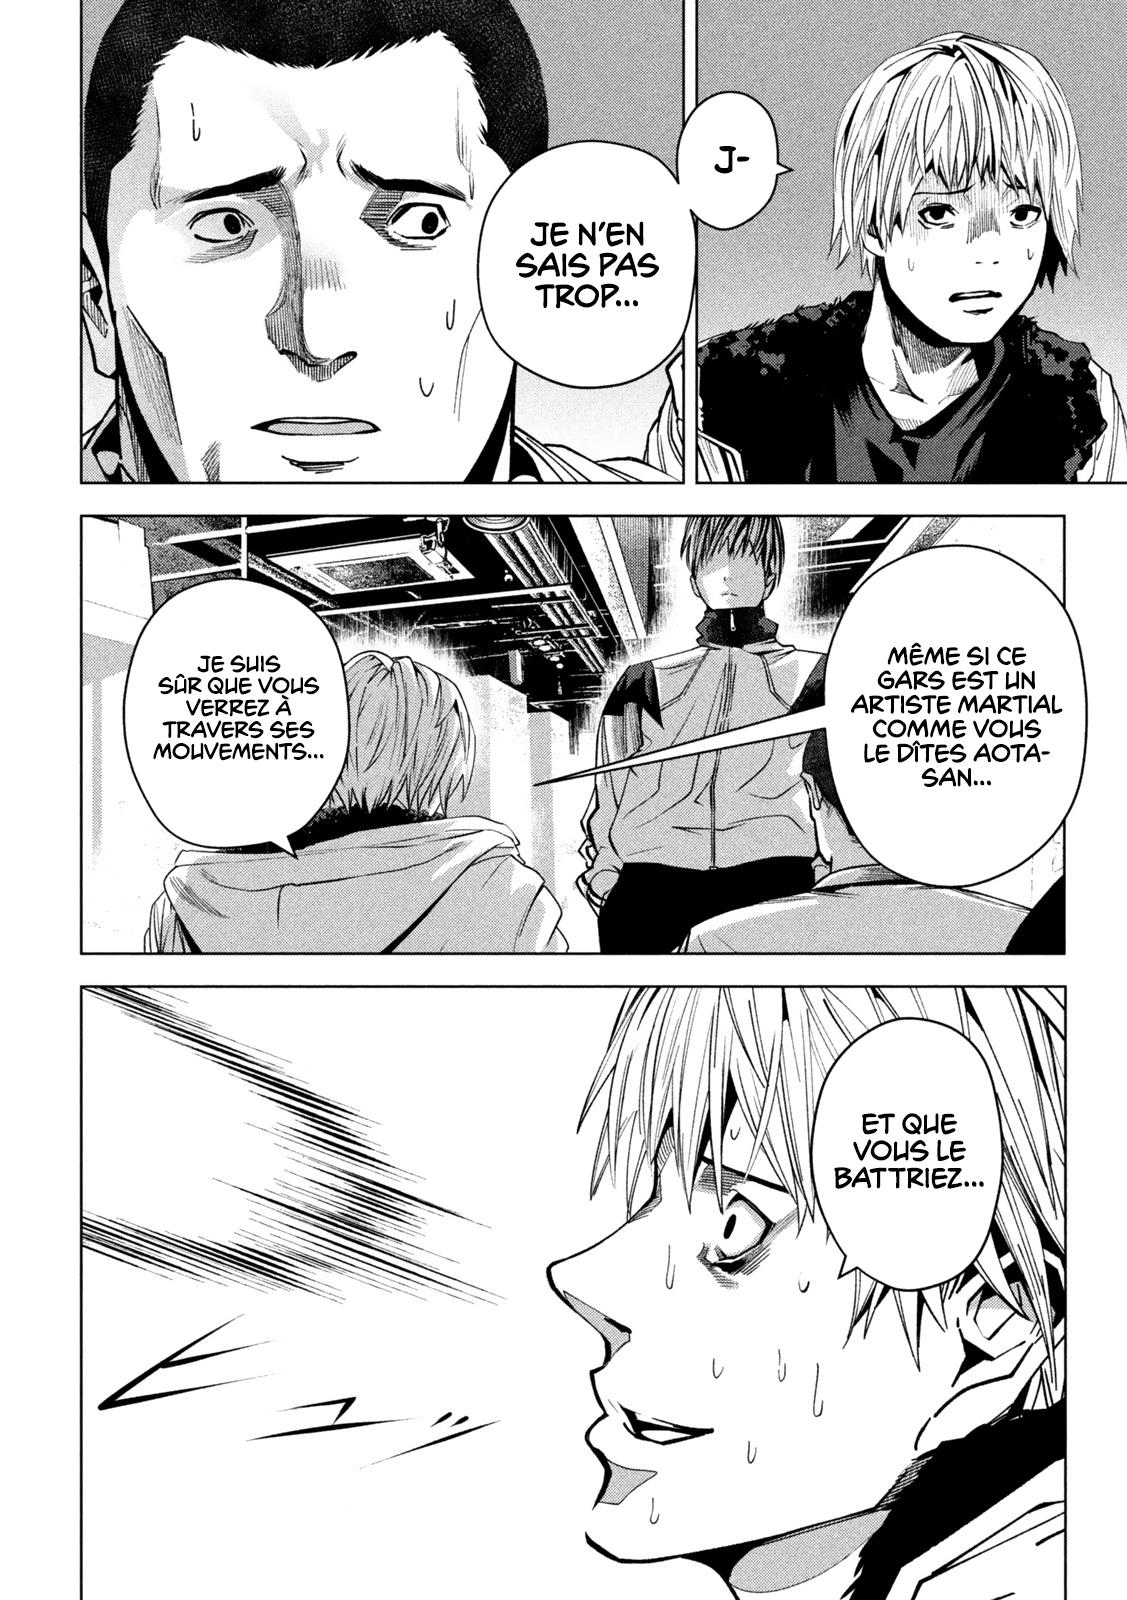 J-
JE N'EN
SAIS PAS
TROP...
MÊME SI CE
GARS EST UN
ARTISTE MARTIAL
COMME VOUS
LE DÎTES AOTA-
SAN...
JE SUIS
SÛR QUE VOUS
VERREZ À
TRAVERS SES
MOUVEMENTS...
ET QUE
VOUS LE
BATTRIEZ...